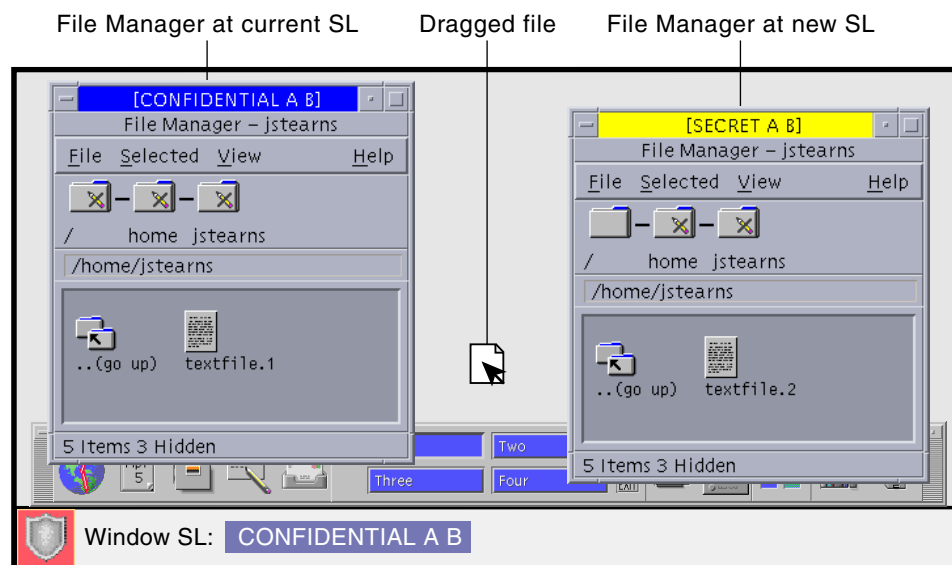 File Manager at current SL
Dragged file
File Manager at new SL
[CONFIDENTIAL A B]
File Manager – jstearns
File Selected View Help
/ home jstearns
/home/jstearns
..(go up) textfile.1
5 Items 3 Hidden
[SECRET A B]
File Manager – jstearns
File Selected View Help
/ home jstearns
/home/jstearns
..(go up) textfile.2
5 Items 3 Hidden
5
Two
Three
Four
EXIT
Window SL: CONFIDENTIAL A B